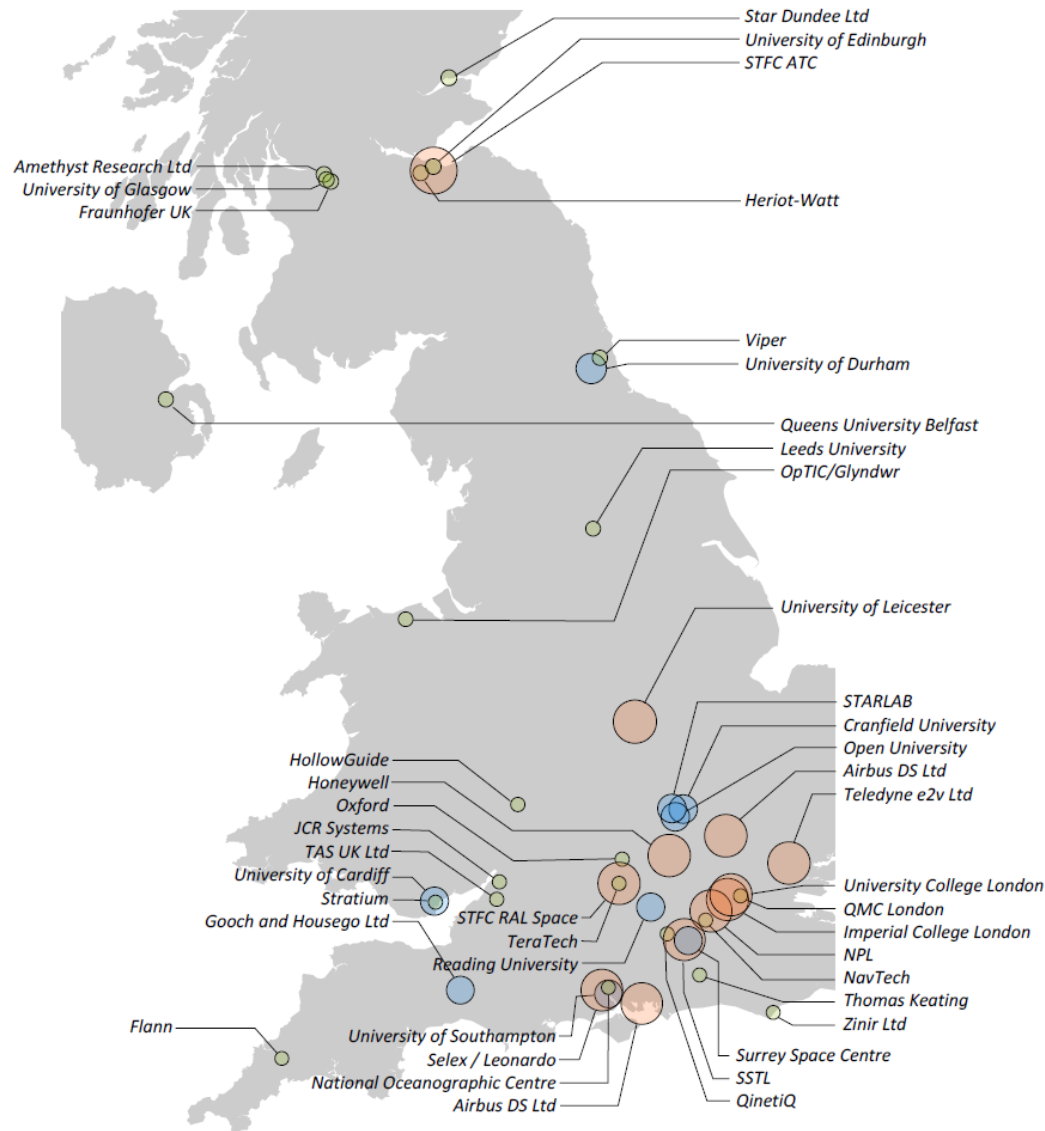 Star Dundee Ltd
University of Edinburgh
STFC ATC
Amethyst Research Ltd
University of Glasgow
Fraunhofer UK
Heriot-Watt
Viper
University of Durham
Queens University Belfast
Leeds University
OpTIC/Glyndwr
University of Leicester
STARLAB
Cranfield University
Open University
Airbus DS Ltd
Teledyne e2v Ltd
HollowGuide
Honeywell
Oxford
JCR Systems
TAS UK Ltd
University of Cardiff
Stratium
Gooch and Housego Ltd
STFC RAL Space
TeraTech
Reading University
University College London
QMC London
Imperial College London
NPL
NavTech
Thomas Keating
Zinir Ltd
Flann
University of Southampton
Selex / Leonardo
National Oceanographic Centre
Airbus DS Ltd
Surrey Space Centre
SSTL
QinetiQ